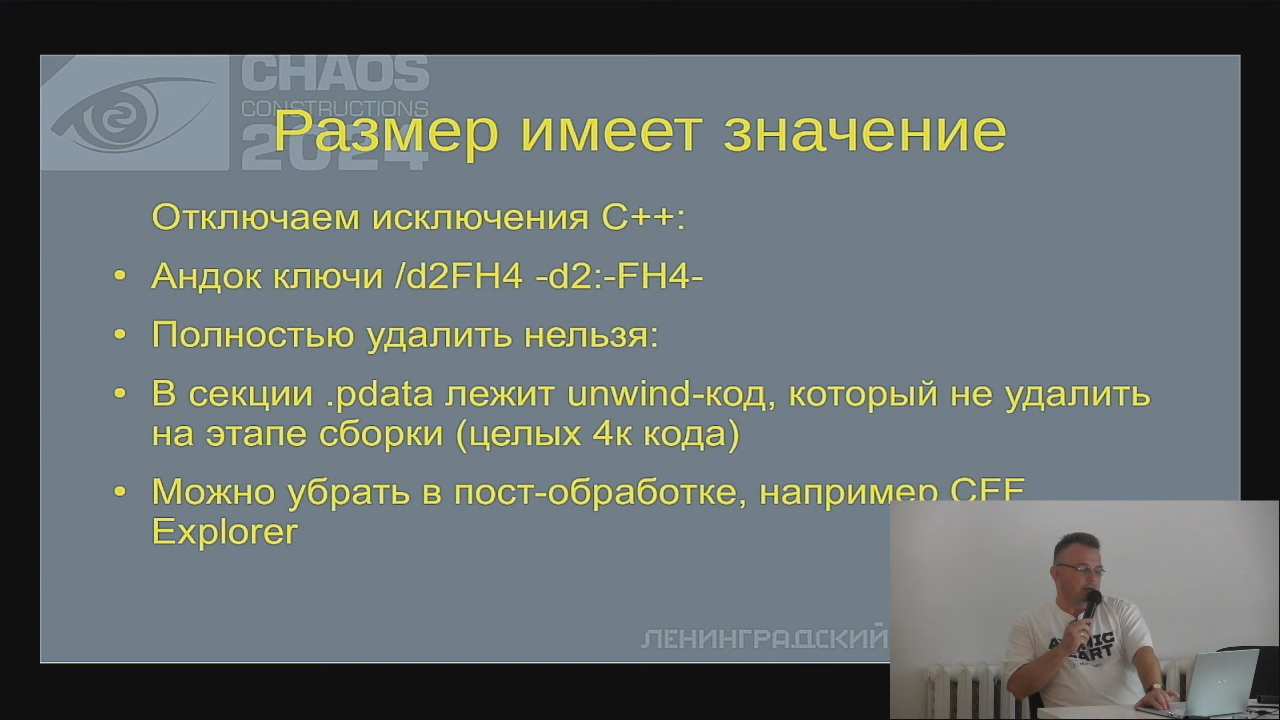 CHAOS
CONSTRUCTIONS
2024
Размер имеет значение
Отключаем исключения C++:
• Андок ключи /d2FH4 -d2:-FH4-
• Полностью удалить нельзя:
• В секции .pdata лежит unwind-код, который не удалить
на этапе сборки (целых 4к кода)
• Можно убрать в пост-обработке, например CFF
Explorer
ЛЕНИНГРАДСКИЙ
ATOMIC
HEART